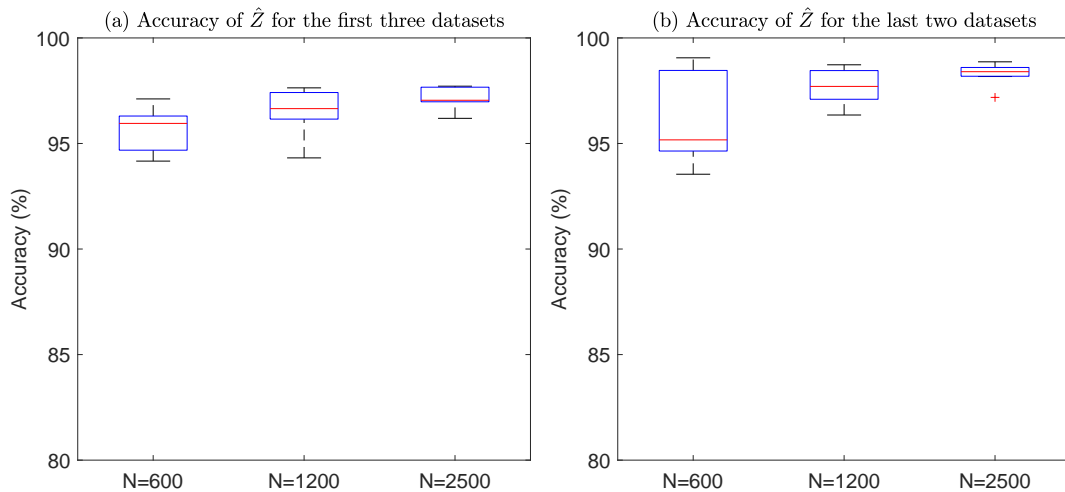 (a) Accuracy of Ẑ for the first three datasets
100
95
90
85
80
Accuracy (%)
N=600 N=1200 N=2500
(b) Accuracy of Ẑ for the last two datasets
100
95
90
85
80
Accuracy (%)
N=600 N=1200 N=2500